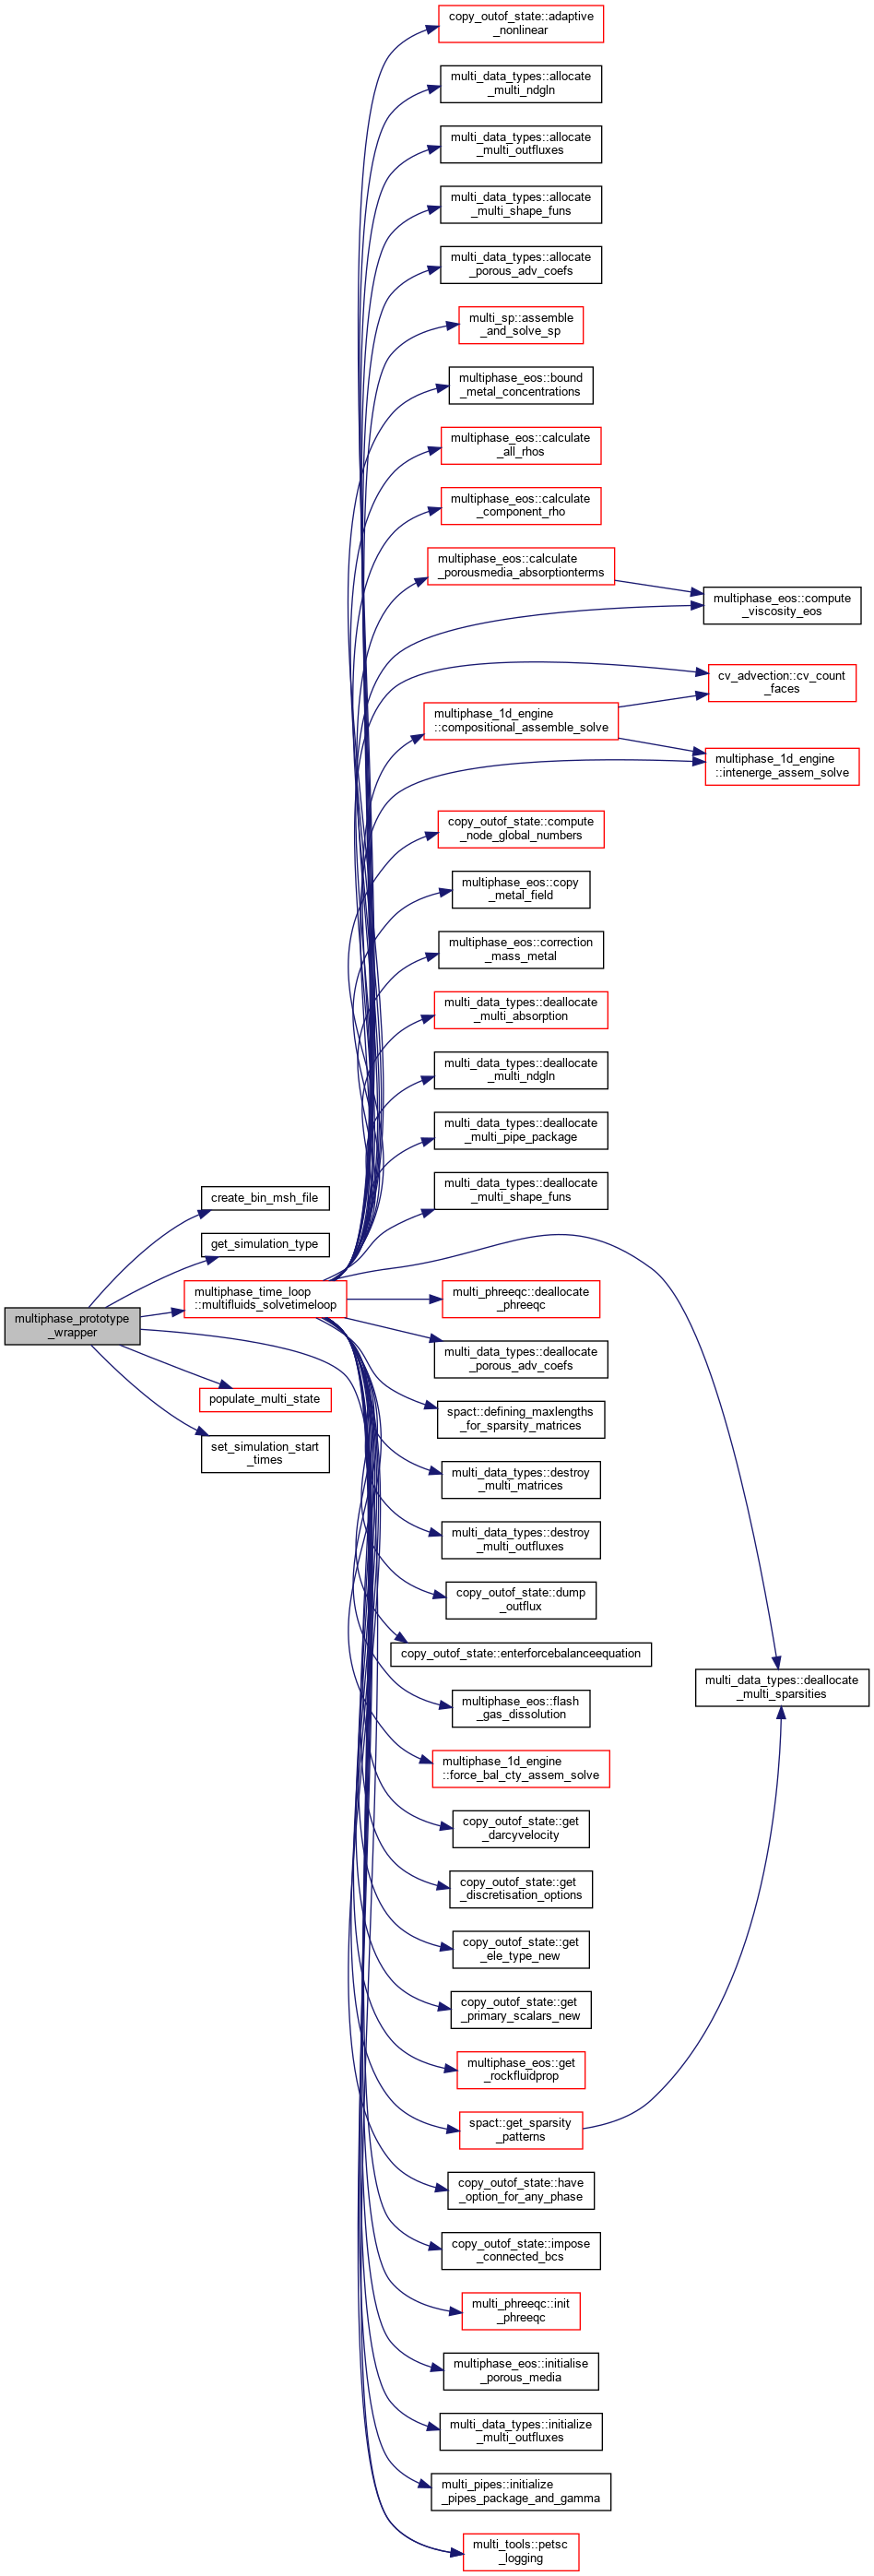 copy_outof_state::adaptive
_nonlinear
multi_data_types::allocate
_multi_ndgln
multi_data_types::allocate
_multi_outfluxes
multi_data_types::allocate
_multi_shape_funs
multi_data_types::allocate
_porous_adv_coefs
multi_sp::assemble
_and_solve_sp
multiphase_eos::bound
_metal_concentrations
multiphase_eos::calculate
_all_rhos
multiphase_eos::calculate
_component_rho
multiphase_eos::calculate
_porousmedia_absorptionterms
multiphase_eos::compute
_viscosity_eos
cv_advection::cv_count
_faces
multiphase_1d_engine
::compositional_assemble_solve
multiphase_1d_engine
::intenerge_assem_solve
copy_outof_state::compute
_node_global_numbers
multiphase_eos::copy
_metal_field
multiphase_eos::correction
_mass_metal
multi_data_types::deallocate
_multi_absorption
multi_data_types::deallocate
_multi_ndgln
multi_data_types::deallocate
_multi_pipe_package
multi_data_types::deallocate
_multi_shape_funs
create_bin_msh_file
get_simulation_type
multiphase_time_loop
::multifluids_solvetimeloop
multi_phreeqc::deallocate
_phreeqc
multiphase_prototype
_wrapper
multi_data_types::deallocate
_porous_adv_coefs
populate_multi_state
spact::defining_maxlengths
_for_sparsity_matrices
set_simulation_start
_times
multi_data_types::destroy
_multi_matrices
multi_data_types::destroy
_multi_outfluxes
copy_outof_state::dump
_outflux
copy_outof_state::enterforcebalanceequation
multi_data_types::deallocate
_multi_sparsities
multiphase_eos::flash
_gas_dissolution
multiphase_1d_engine
::force_bal_cty_assem_solve
copy_outof_state::get
_darcyvelocity
copy_outof_state::get
_discretisation_options
copy_outof_state::get
_ele_type_new
copy_outof_state::get
_primary_scalars_new
multiphase_eos::get
_rockfluidprop
spact::get_sparsity
_patterns
copy_outof_state::have
_option_for_any_phase
copy_outof_state::impose
_connected_bcs
multi_phreeqc::init
_phreeqc
multiphase_eos::initialise
_porous_media
multi_data_types::initialize
_multi_outfluxes
multi_pipes::initialize
_pipes_package_and_gamma
multi_tools::petsc
_logging